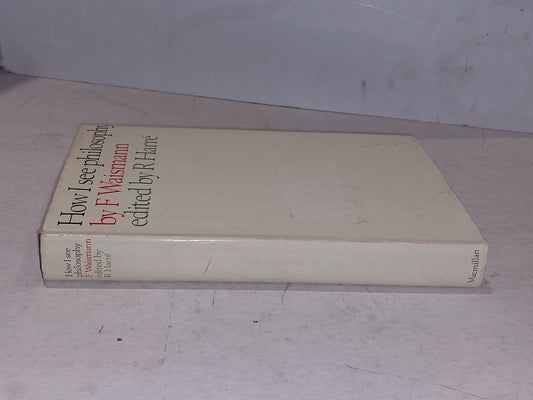 How I see philosophy
by F Waismann
edited by R Harré
How I see
philosophy
F Waismann
edited by
R Harré
Macmillan